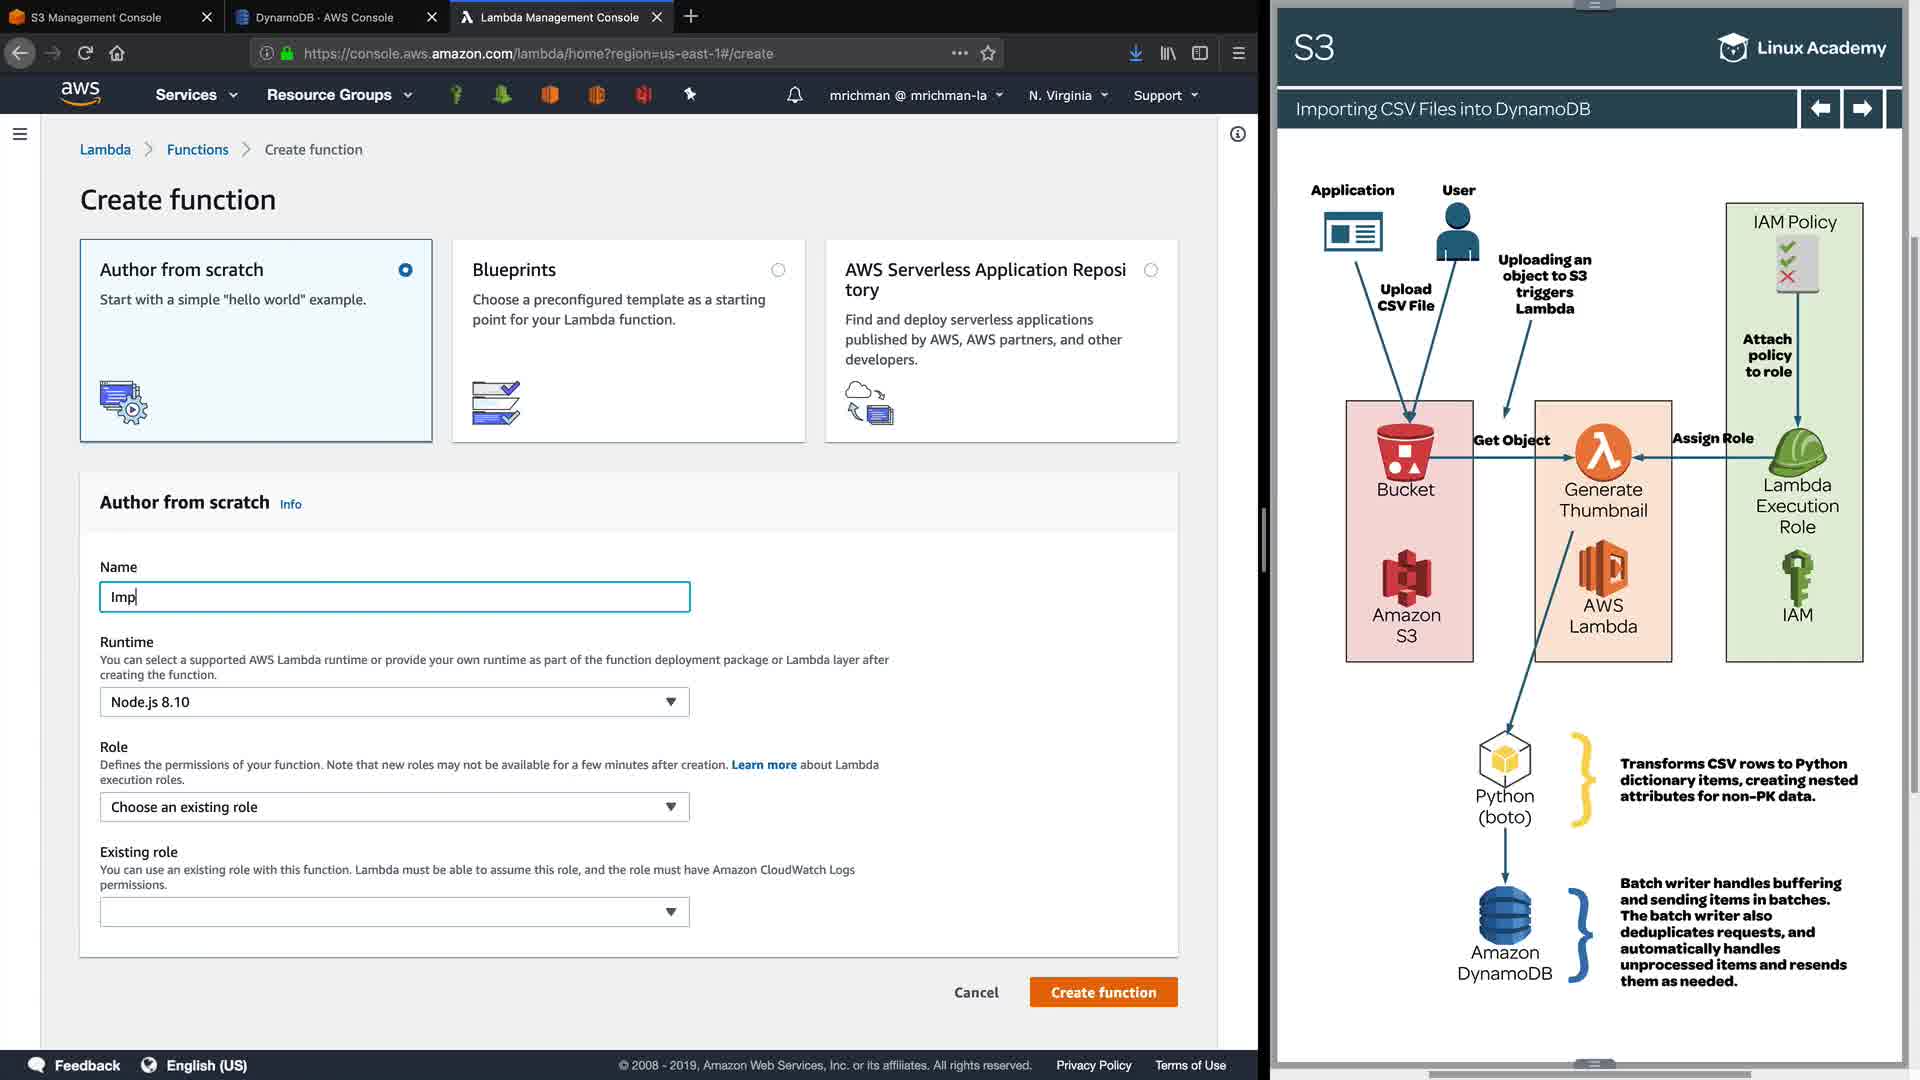 S3 Management Console
DynamoDB · AWS Console
Lambda Management Console
https://console.aws.amazon.com/lambda/home?region=us-east-1#/create
aws
Services
Resource Groups
mrichman @ mrichman-la
N. Virginia
Support
Lambda
Functions
Create function
Create function
Author from scratch
Start with a simple "hello world" example.
Blueprints
Choose a preconfigured template as a starting
point for your Lambda function.
AWS Serverless Application Reposi
tory
Find and deploy serverless applications
published by AWS, AWS partners, and other
developers.
Author from scratch Info
Name
Imp
Runtime
You can select a supported AWS Lambda runtime or provide your own runtime as part of the function deployment package or Lambda layer after
creating the function.
Node.js 8.10
Role
Defines the permissions of your function. Note that new roles may not be available for a few minutes after creation. Learn more about Lambda
execution roles.
Choose an existing role
Existing role
You can use an existing role with this function. Lambda must be able to assume this role, and the role must have Amazon CloudWatch Logs
permissions.
Cancel
Create function
Feedback
English (US)
© 2008 - 2019, Amazon Web Services, Inc. or its affiliates. All rights reserved.
Privacy Policy
Terms of Use
S3
Linux Academy
Importing CSV Files into DynamoDB
Application
User
Upload
CSV File
Uploading an
object to S3
triggers
Lambda
IAM Policy
Attach
policy
to role
Get Object
Assign Role
Bucket
Generate
Thumbnail
Lambda
Execution
Role
Amazon
S3
AWS
Lambda
IAM
Python
(boto)
Transforms CSV rows to Python
dictionary items, creating nested
attributes for non-PK data.
Amazon
DynamoDB
Batch writer handles buffering
and sending items in batches.
The batch writer also
deduplicates requests, and
automatically handles
unprocessed items and resends
them as needed.